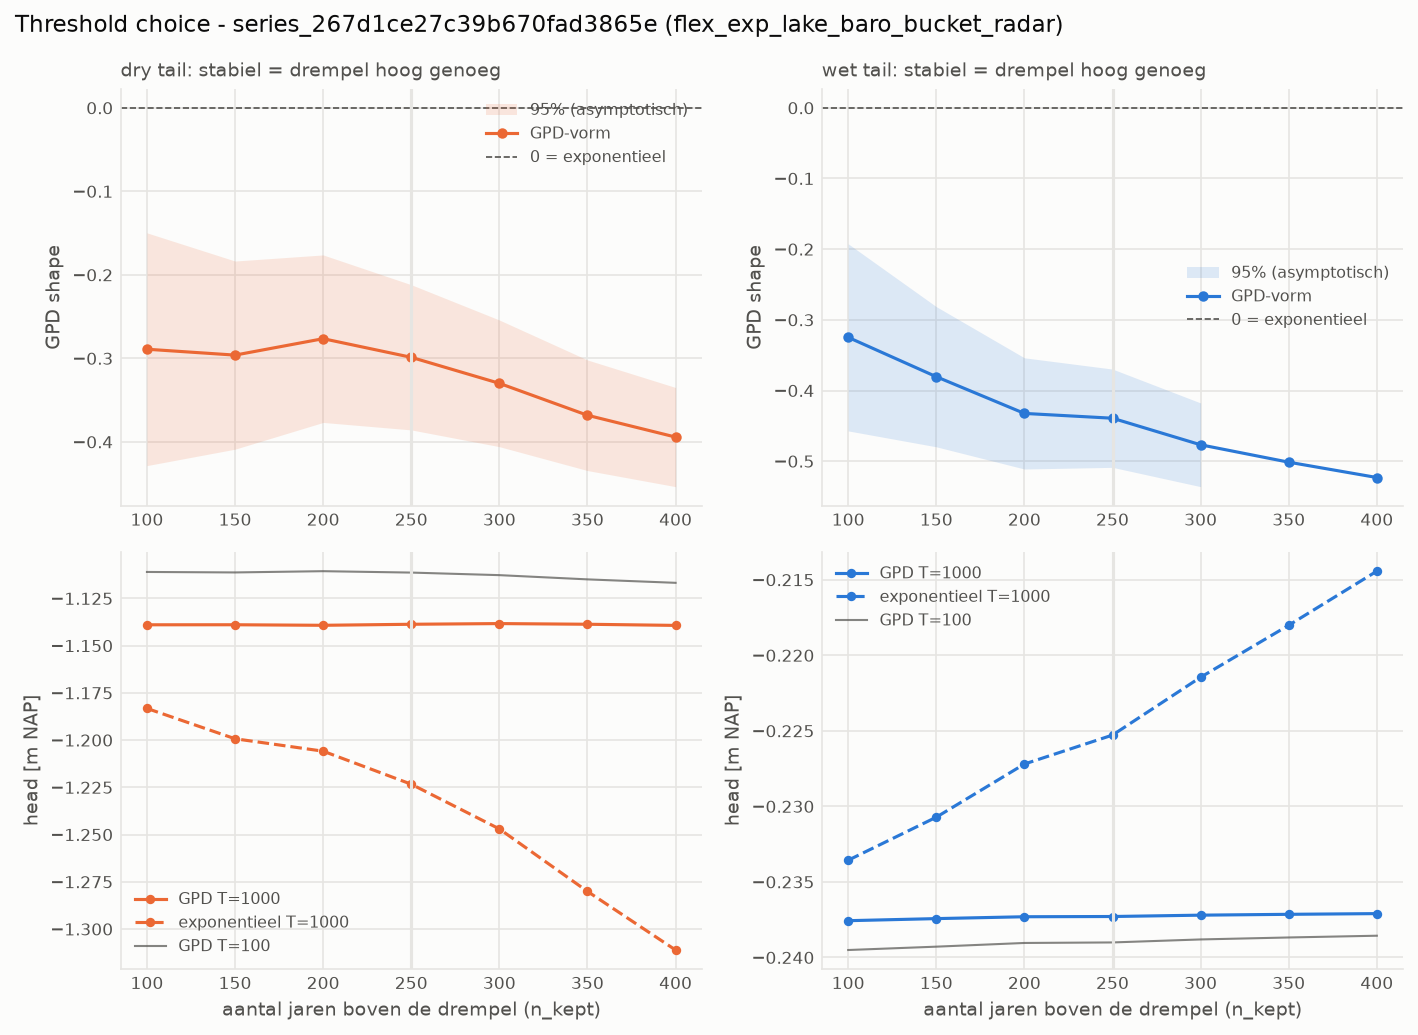 Threshold choice - series_267d1ce27c39b670fad3865e (flex_exp_lake_baro_bucket_radar)
dry tail: stabiel = drempel hoog genoeg
0.0
−0.1
−0.2
−0.3
−0.4
GPD shape
95% (asymptotisch)
GPD-vorm
0 = exponentieel
100 150 200 250 300 350 400
wet tail: stabiel = drempel hoog genoeg
0.0
−0.1
−0.2
−0.3
−0.4
−0.5
GPD shape
95% (asymptotisch)
GPD-vorm
0 = exponentieel
100 150 200 250 300 350 400
−1.125
−1.150
−1.175
−1.200
−1.225
−1.250
−1.275
−1.300
head [m NAP]
GPD T=1000
exponentieel T=1000
GPD T=100
100 150 200 250 300 350 400
aantal jaren boven de drempel (n_kept)
−0.215
−0.220
−0.225
−0.230
−0.235
−0.240
head [m NAP]
GPD T=1000
exponentieel T=1000
GPD T=100
100 150 200 250 300 350 400
aantal jaren boven de drempel (n_kept)